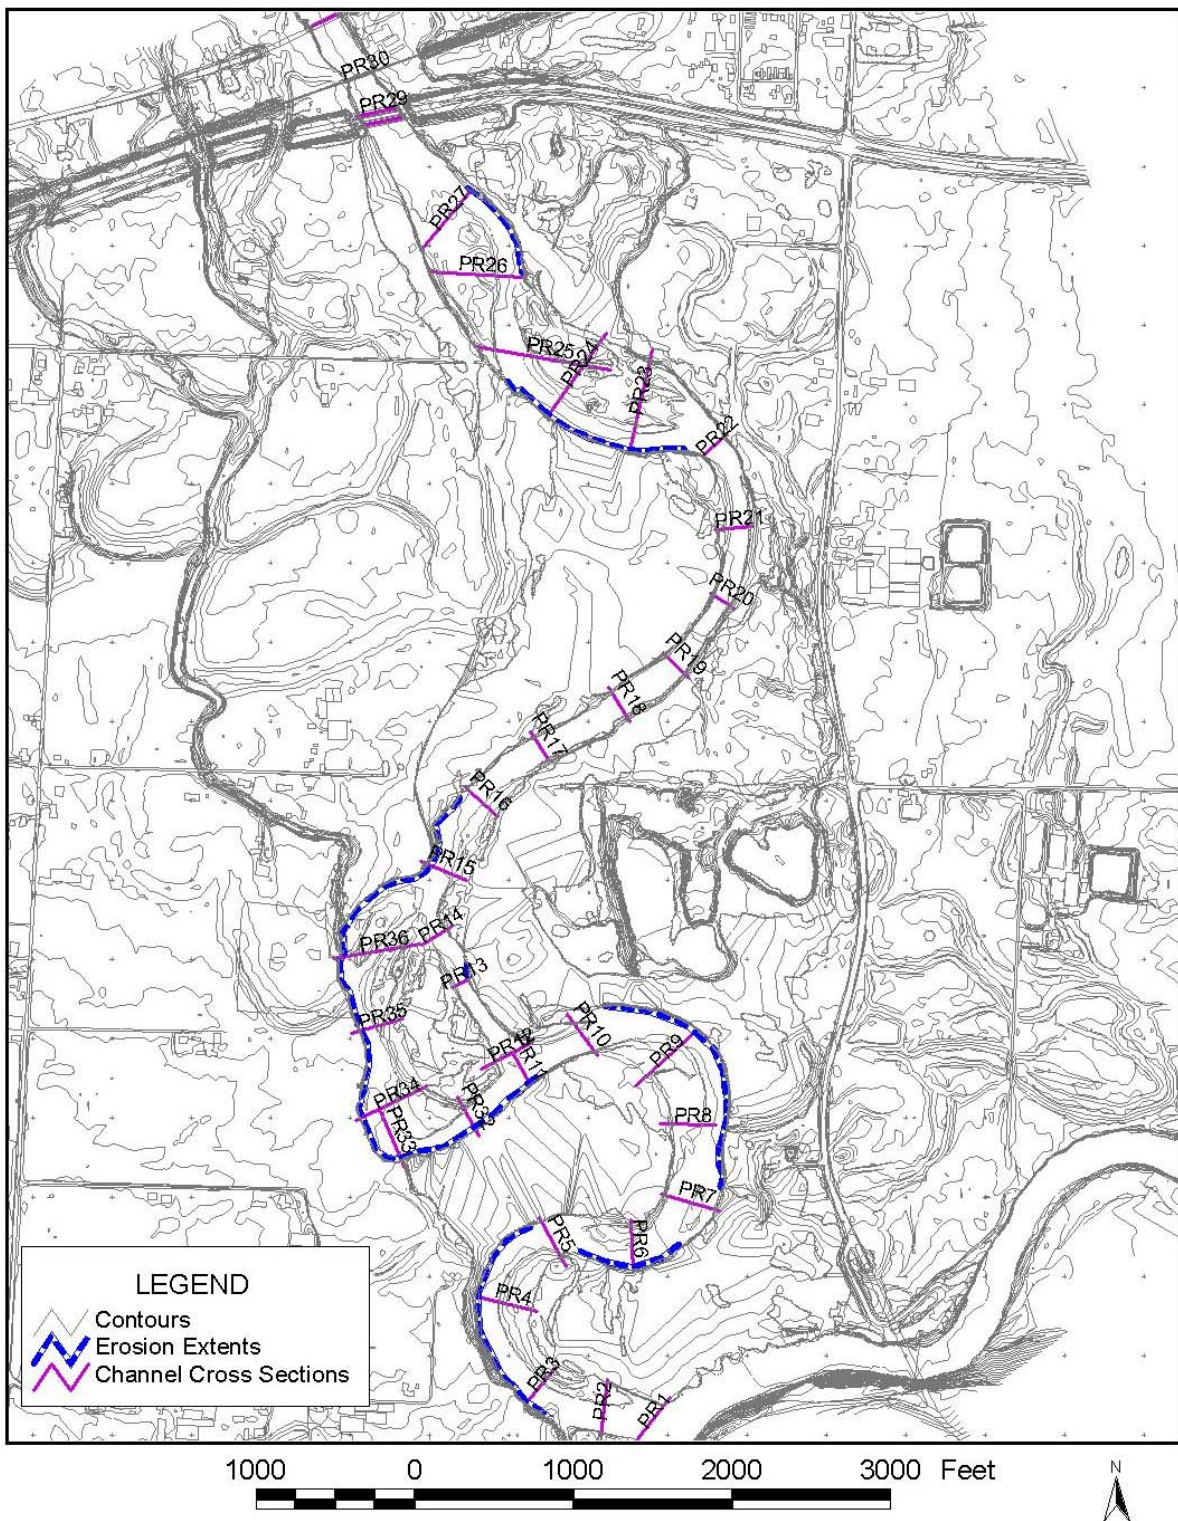 PR30
PR29
PR27
PR26
PR25
PR24
PR23
PR22
PR21
PR20
PR19
PR18
PR17
PR16
PR15
PR14
PR36
PR13
PR35
PR12
PR11
PR10
PR9
PR34
PR33
PR32
PR8
PR7
PR6
PR5
PR4
PR3
PR2
PR1
LEGEND
Contours
Erosion Extents
Channel Cross Sections
1000 0 1000 2000 3000 Feet
N